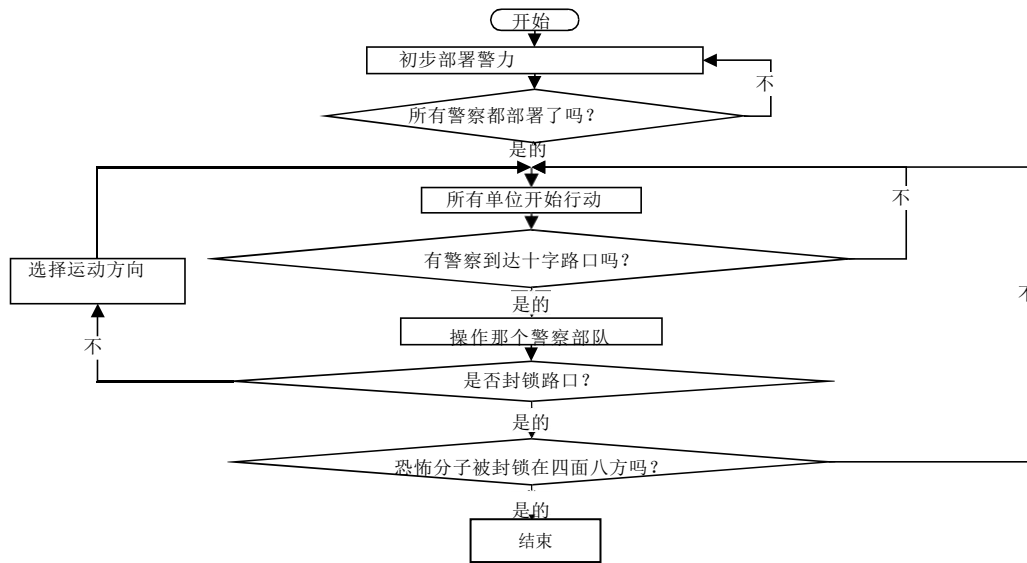 开始
初步部署警力
不
所有警察都部署了吗？
是的
所有单位开始行动
不
有警察到达十字路口吗？
选择运动方向
是的
不
操作那个警察部队
不
是否封锁路口？
是的
恐怖分子被封锁在四面八方吗？
是的
结束